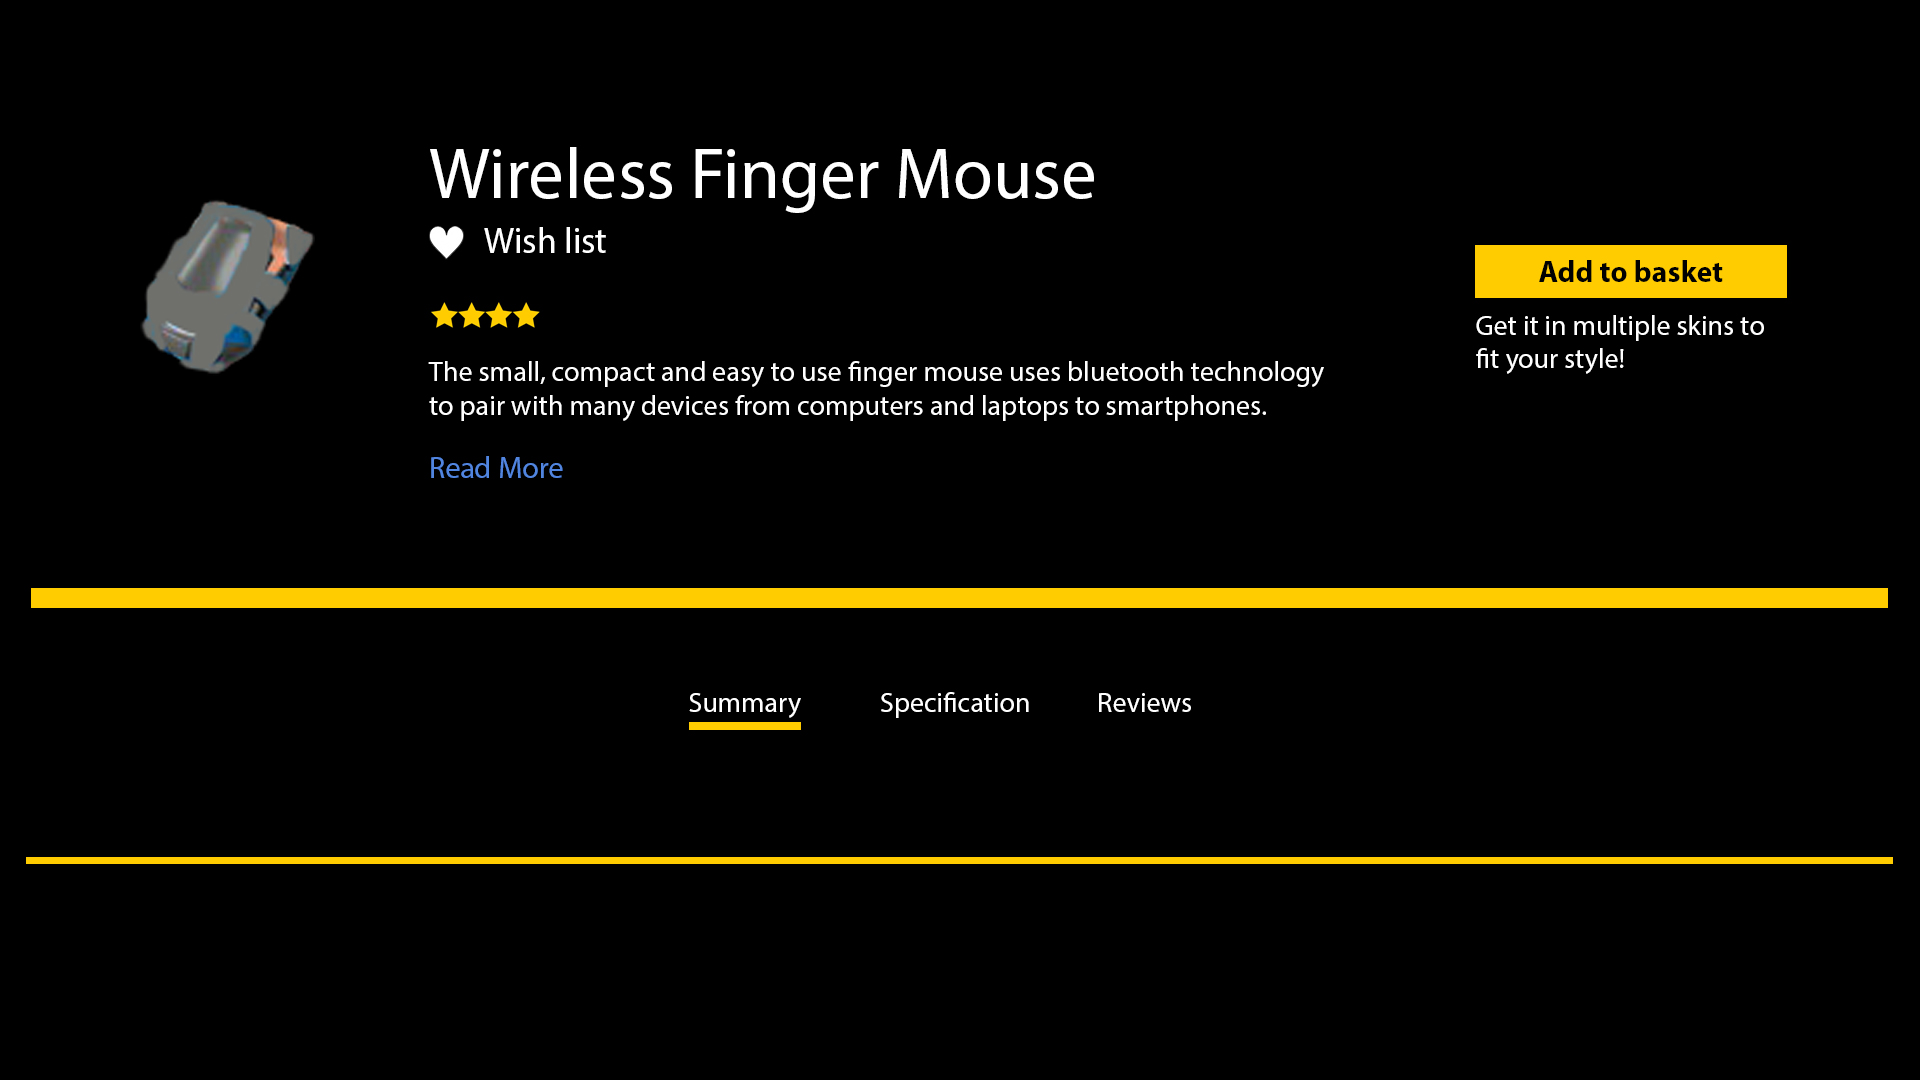 Wireless Finger Mouse
Wish list
The small, compact and easy to use finger mouse uses bluetooth technology
to pair with many devices from computers and laptops to smartphones.
Read More
Add to basket
Get it in multiple skins to
fit your style!
Summary
Specification
Reviews